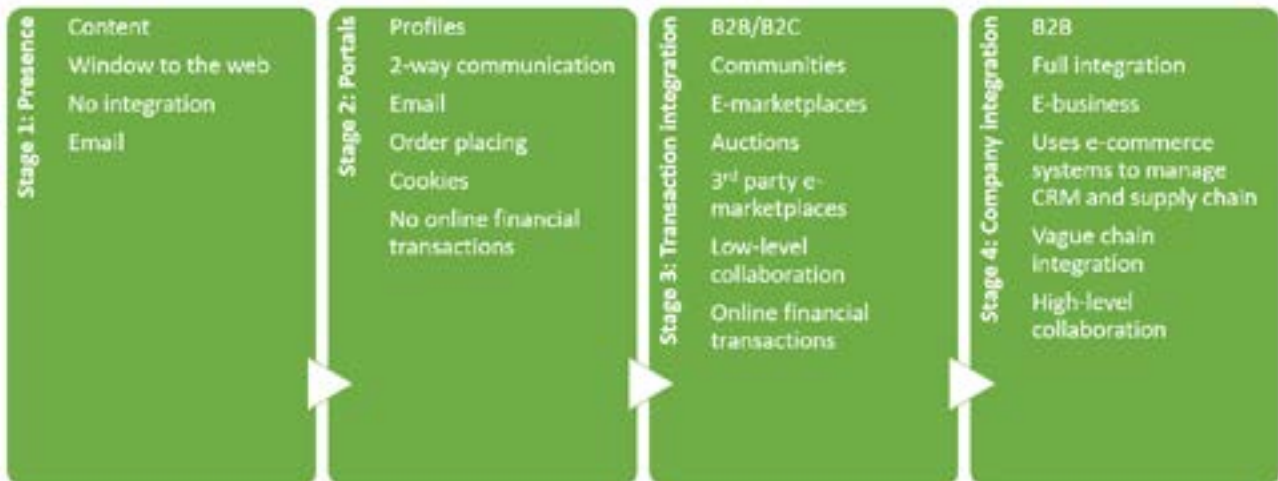 Stage 1: Presence
Content
Window to the web
No integration
Email
Stage 2: Portals
Profiles
2-way communication
Email
Order placing
Cookies
No online financial
transactions
Stage 3: Transaction integration
B2B/B2C
Communities
E-marketplaces
Auctions
3rd party e-
marketplaces
Low-level
collaboration
Online financial
transactions
Stage 4: Company integration
B2B
Full integration
E-business
Uses e-commerce
systems to manage
CRM and supply chain
Vague chain
integration
High-level
collaboration